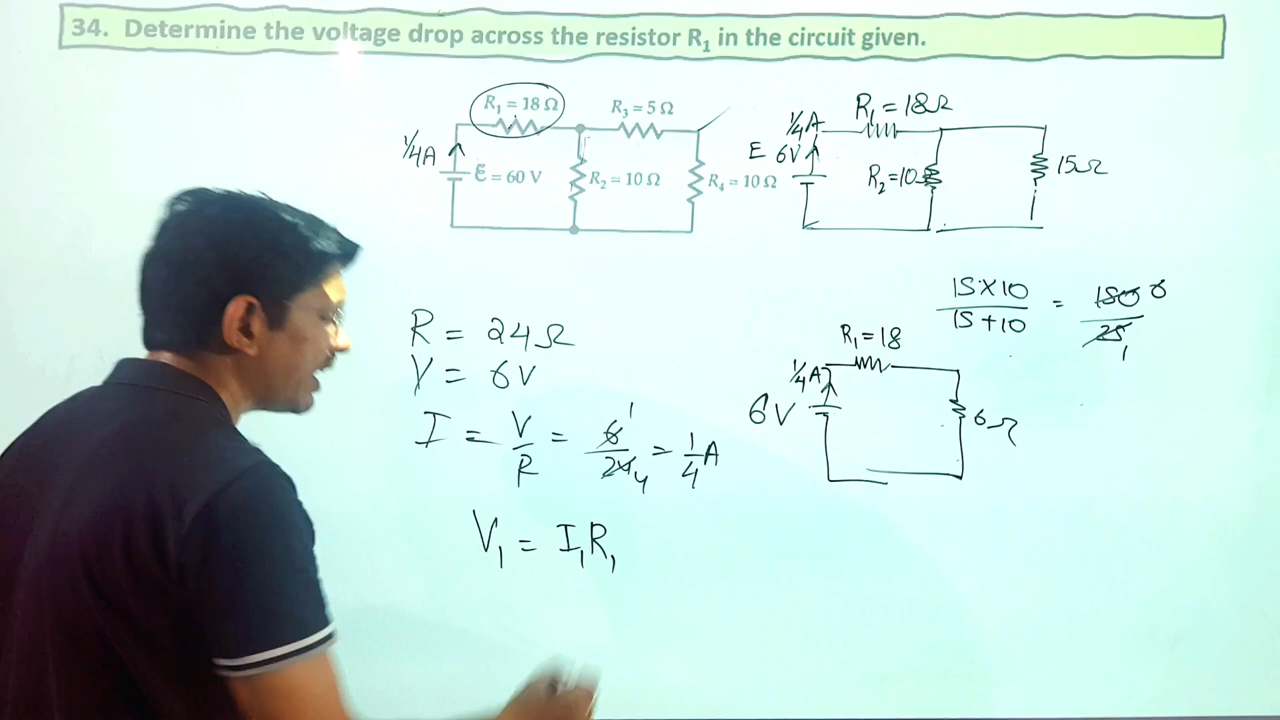 34. Determine the voltage drop across the resistor R₁ in the circuit given.
R₁ = 18 Ω
R₃ = 5 Ω
1/4A
ℰ = 60 V
R₂ = 10 Ω
R₄ = 10 Ω
R₁ = 18Ω
1/4A
E 6V
R₂=10Ω
15Ω
15×10/15+10 = 150/25 6/1
R = 24Ω
V = 6V
I = V/R = 6/24 1/4 = 1/4 A
V₁ = I₁R₁
R₁=18
1/4A
6V
6Ω